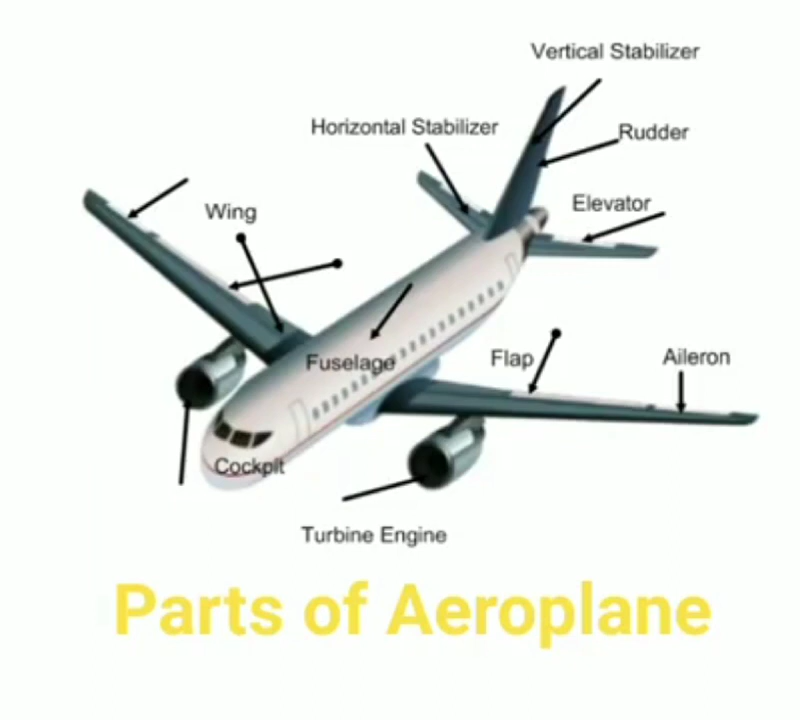 Vertical Stabilizer
Horizontal Stabilizer
Rudder
Wing
Elevator
Fuselage
Flap
Aileron
Cockpit
Turbine Engine
Parts of Aeroplane